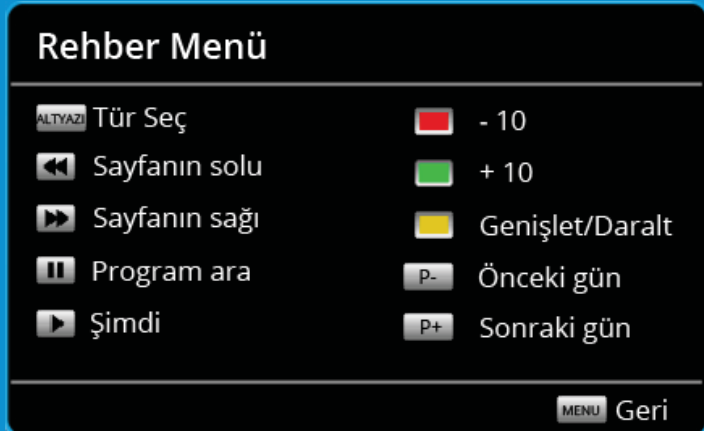 Rehber Menü
ALTYAZI Tür Seç
Sayfanın solu
Sayfanın sağı
Program ara
Şimdi
- 10
+ 10
Genişlet/Daralt
P- Önceki gün
P+ Sonraki gün
MENU Geri